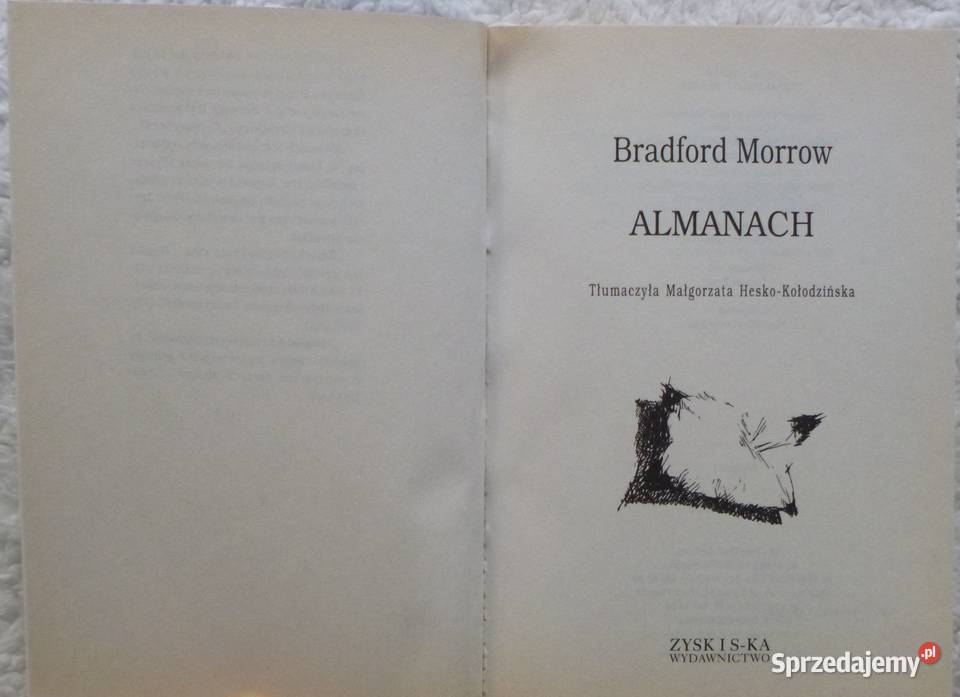 Bradford Morrow
ALMANACH
Tłumaczyła Małgorzata Hesko-Kołodzińska
ZYSK I S-KA
WYDAWNICTWO
Sprzedajemy.pl